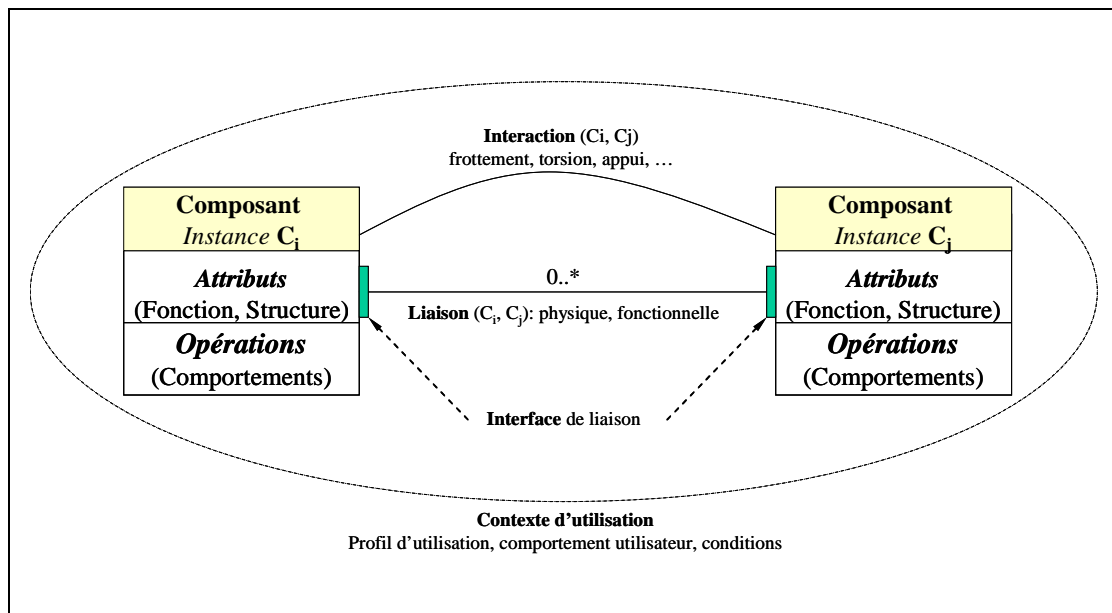 Interaction (Ci, Cj)
frottement, torsion, appui, …
Composant
Instance Ci
Attributs
(Fonction, Structure)
Opérations
(Comportements)
0..*
Liaison (Ci, Cj): physique, fonctionnelle
Composant
Instance Cj
Attributs
(Fonction, Structure)
Opérations
(Comportements)
Interface de liaison
Contexte d’utilisation
Profil d’utilisation, comportement utilisateur, conditions